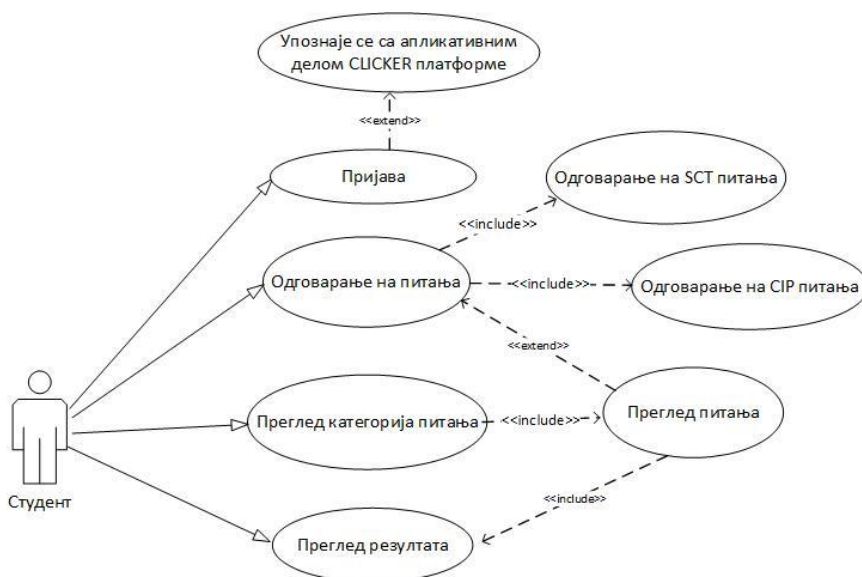 Упознаје се са апликативним
делом CLICKER платформе
<<extend>>
Пријава
Одговарање на SCT питања
<<include>>
Одговарање на питања
<<include>>
Одговарање на CIP питања
<<extend>>
Преглед категорија питања
<<include>>
Преглед питања
<<include>>
Студент
Преглед резултата